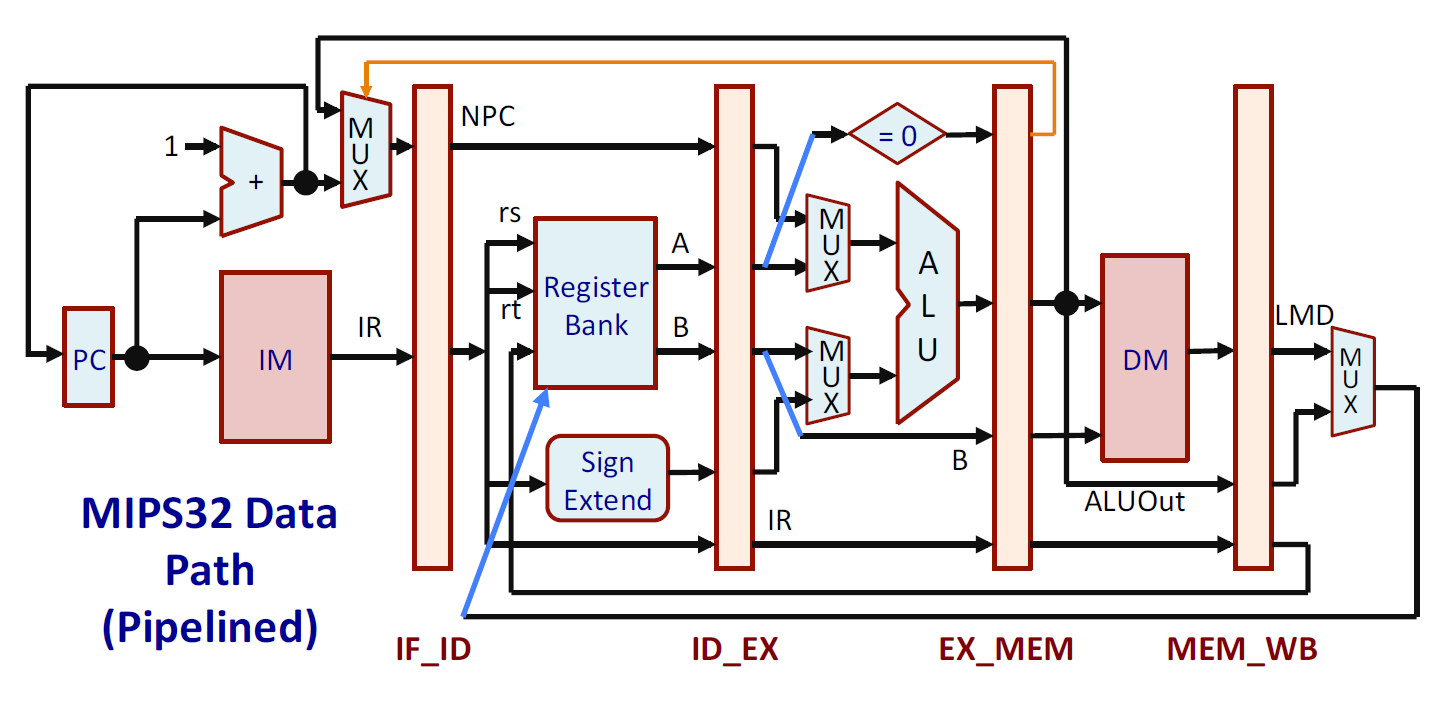 NPC
1
MUX
+
= 0
rs
A
MUX
Register
Bank
ALU
rt
B
PC
IR
IM
MUX
DM
LMD
MUX
Sign
Extend
B
ALUOut
IR
MIPS32 Data
Path
(Pipelined)
IF_ID
ID_EX
EX_MEM
MEM_WB